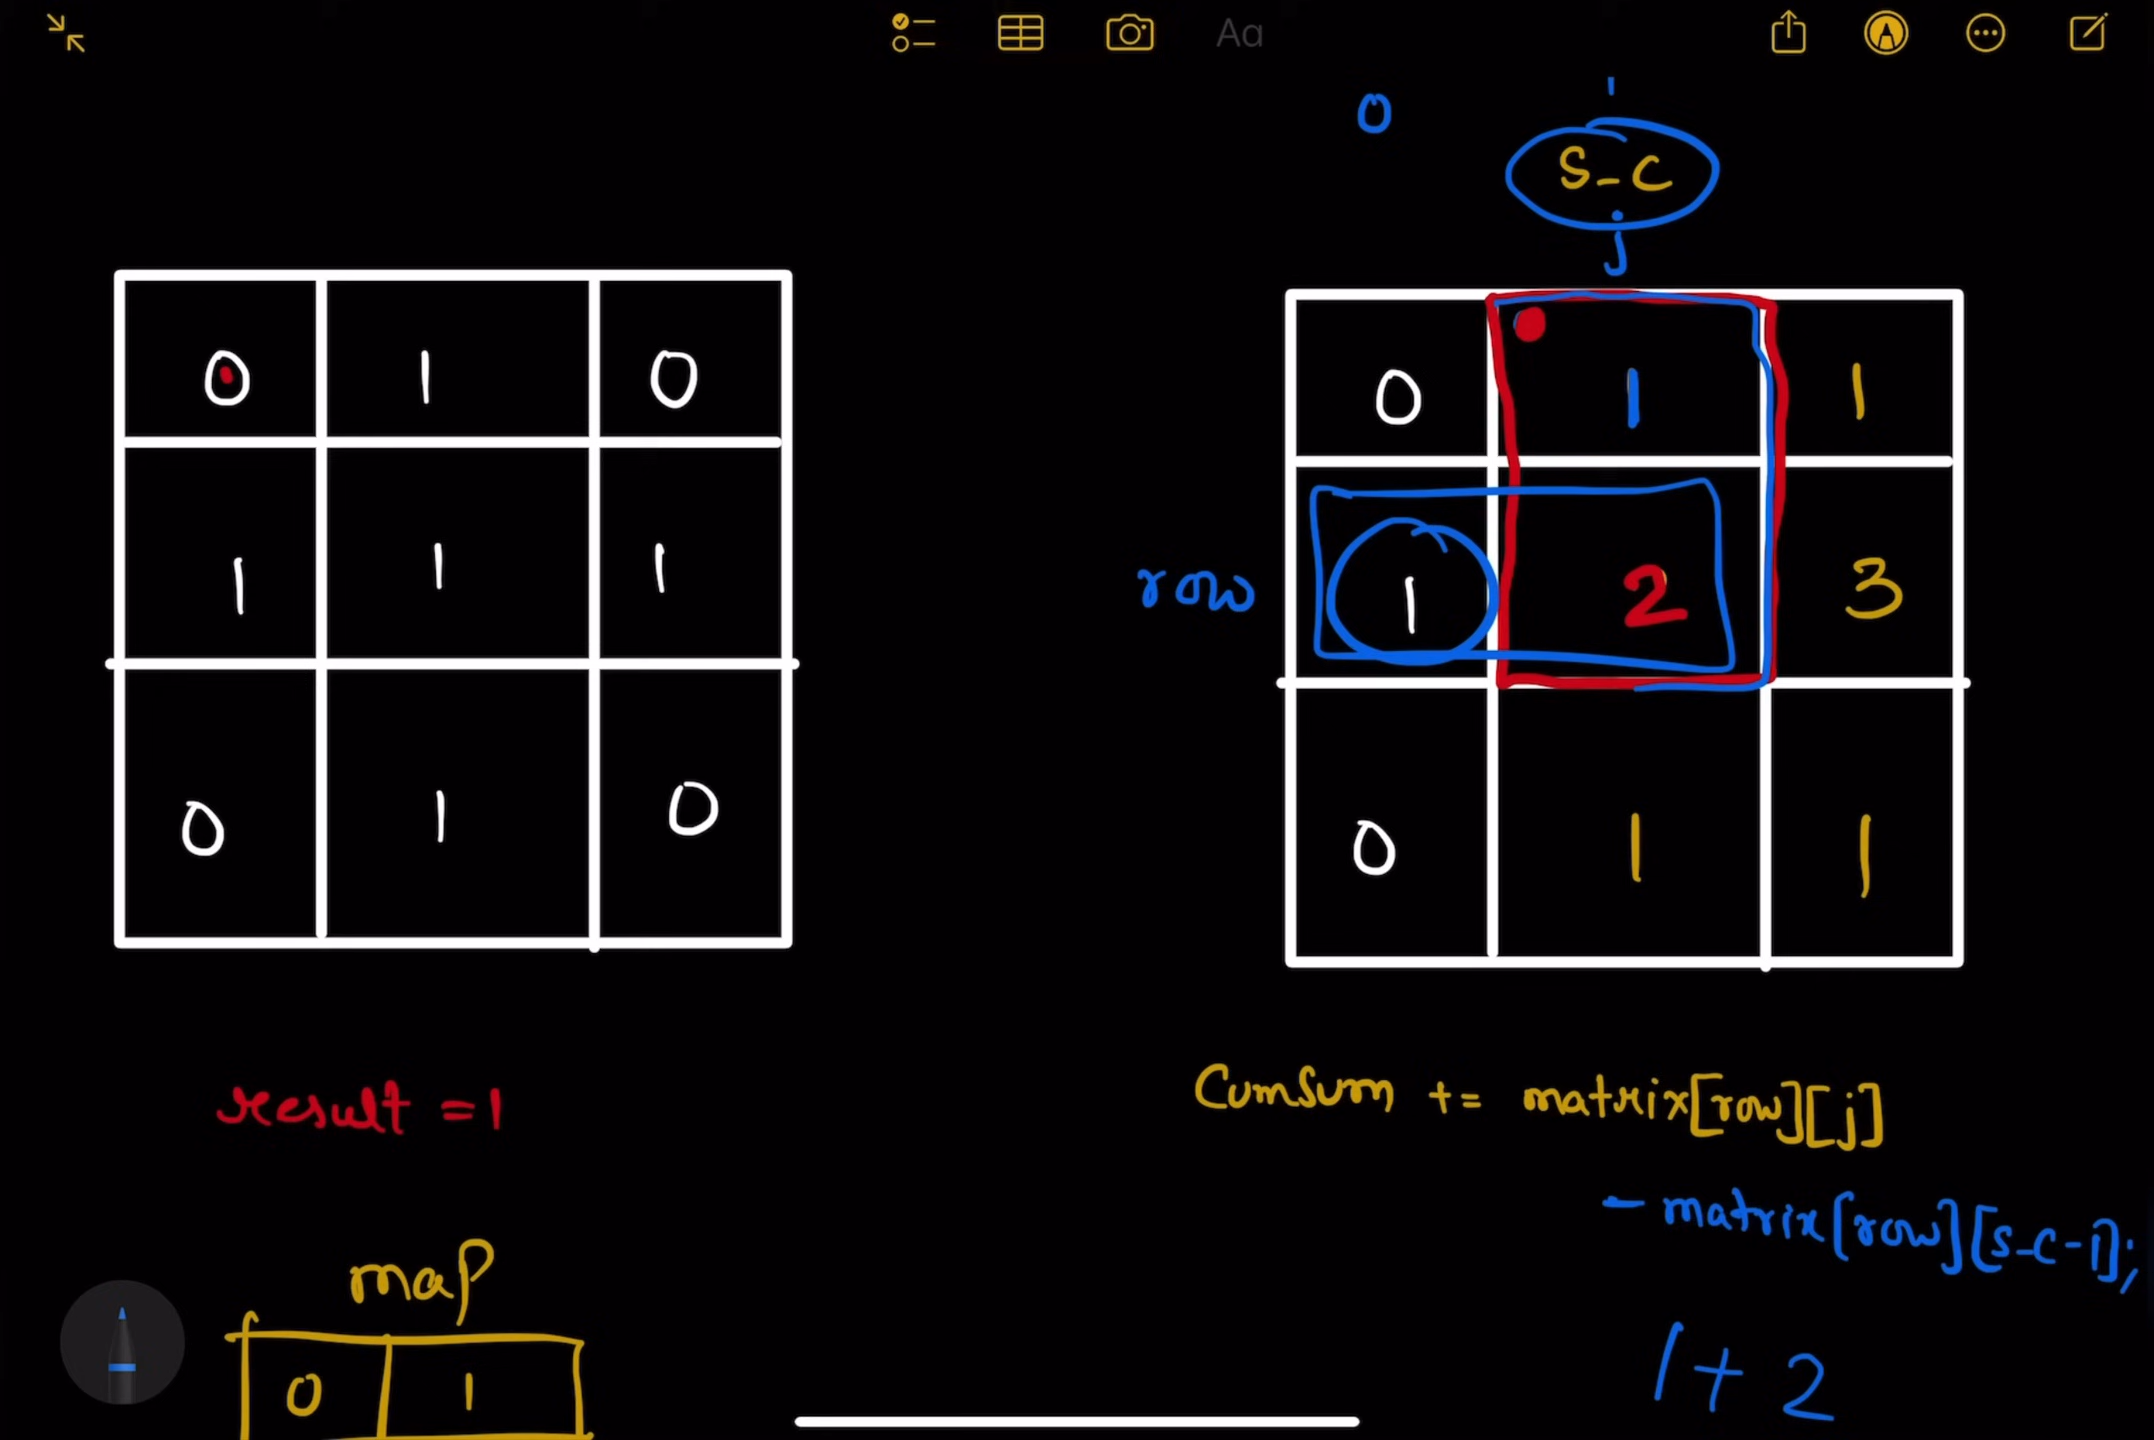 Aa
0 1
S_C
j
0 1 0
1 1 1
0 1 0
0 1 1
row 1 2 3
0 1 1
result = 1
CumSum += matrix[row][j]
- matrix[row][s-c-1];
map
0 1
1 + 2